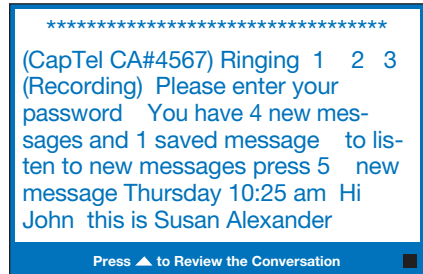 **********************************
(CapTel CA#4567) Ringing 1 2 3
(Recording) Please enter your
password You have 4 new mes-
sages and 1 saved message to lis-
ten to new messages press 5 new
message Thursday 10:25 am Hi
John this is Susan Alexander
Press ▲ to Review the Conversation